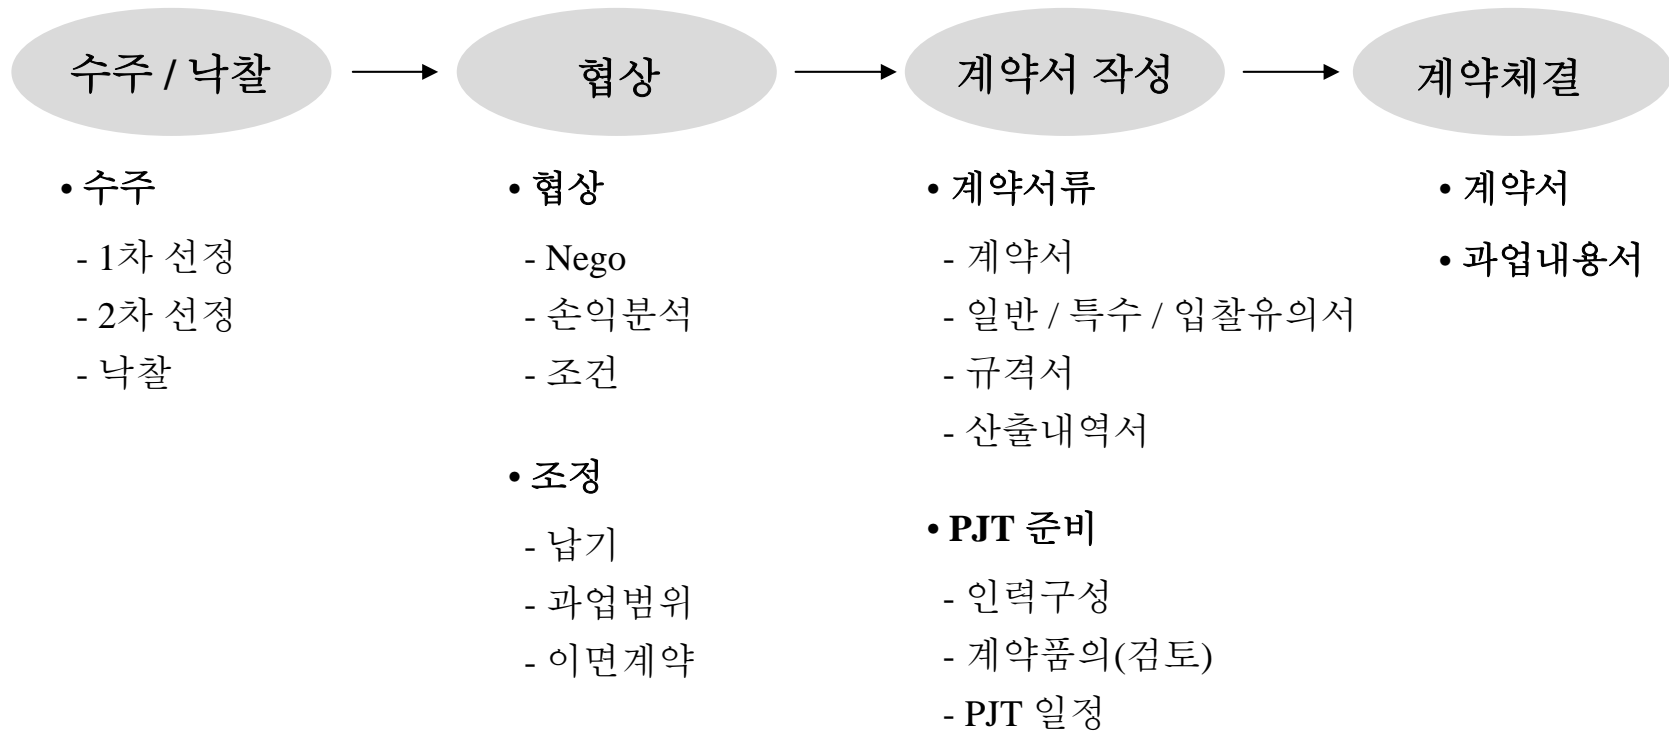 수주 / 낙찰
협상
계약서 작성
계약체결
• 수주
- 1차 선정
- 2차 선정
- 낙찰
• 협상
- Nego
- 손익분석
- 조건
• 조정
- 납기
- 과업범위
- 이면계약
• 계약서류
- 계약서
- 일반 / 특수 / 입찰유의서
- 규격서
- 산출내역서
• PJT 준비
- 인력구성
- 계약품의(검토)
- PJT 일정
• 계약서
• 과업내용서